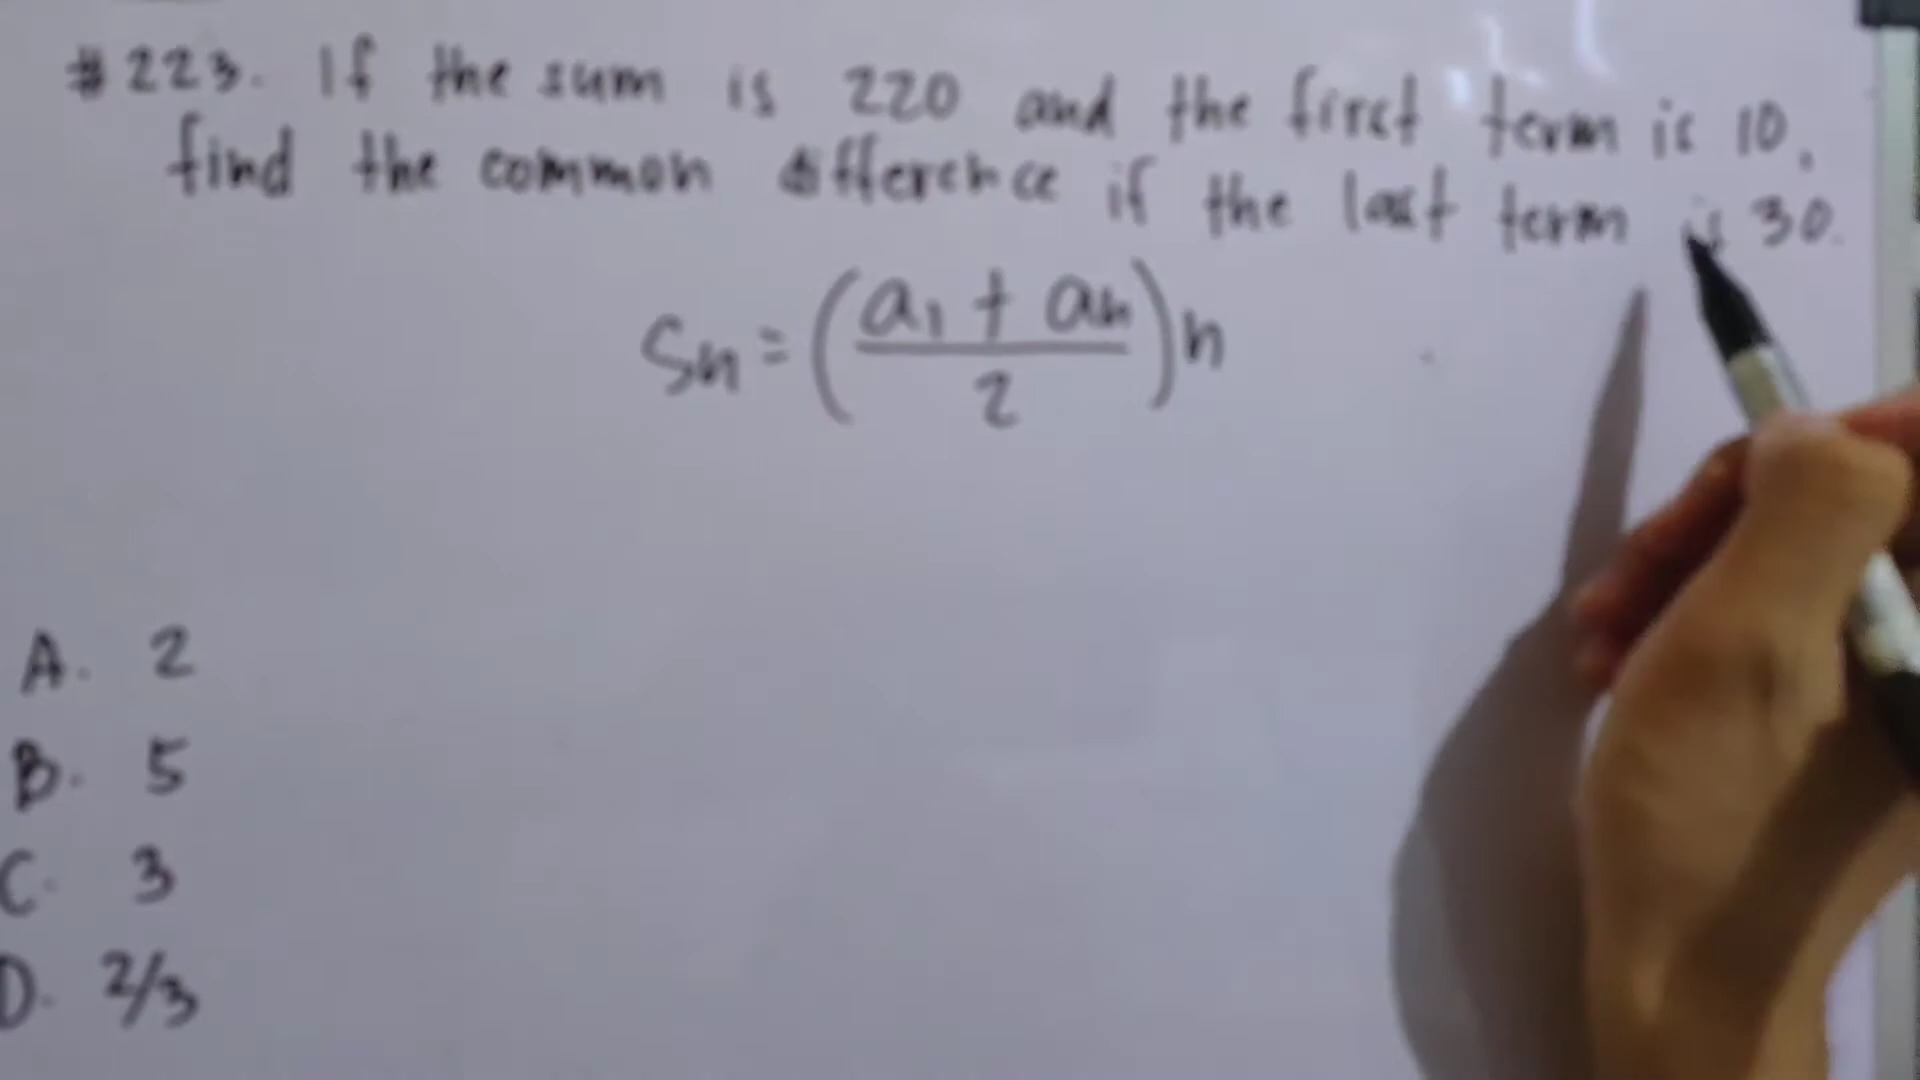 #223. If the sum is 220 and the first term is 10,
find the common difference if the last term is 30.
Sn = (a₁ + aₙ / 2) n
A. 2
B. 5
C. 3
D. 2/3